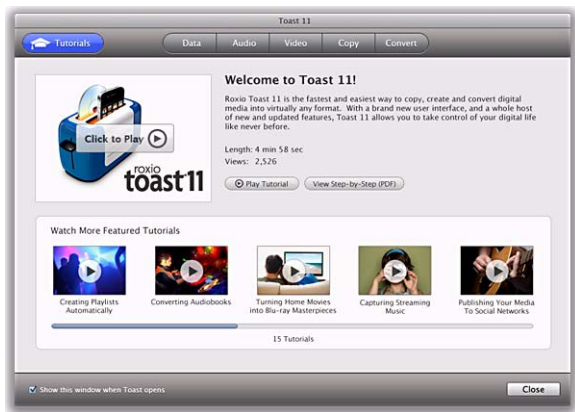 Toast 11
Tutorials
Data
Audio
Video
Copy
Convert
Click to Play
roxio
toast 11
Welcome to Toast 11!
Roxio Toast 11 is the fastest and easiest way to copy, create and convert digital
media into virtually any format. With a brand new user interface, and a whole host
of new and updated features, Toast 11 allows you to take control of your digital life
like never before.
Length: 4 min 58 sec
Views: 2,526
Play Tutorial
View Step-by-Step (PDF)
Watch More Featured Tutorials
Creating Playlists
Automatically
Converting Audiobooks
Turning Home Movies
into Blu-ray Masterpieces
Capturing Streaming
Music
Publishing Your Media
To Social Networks
15 Tutorials
Show this window when Toast opens
Close